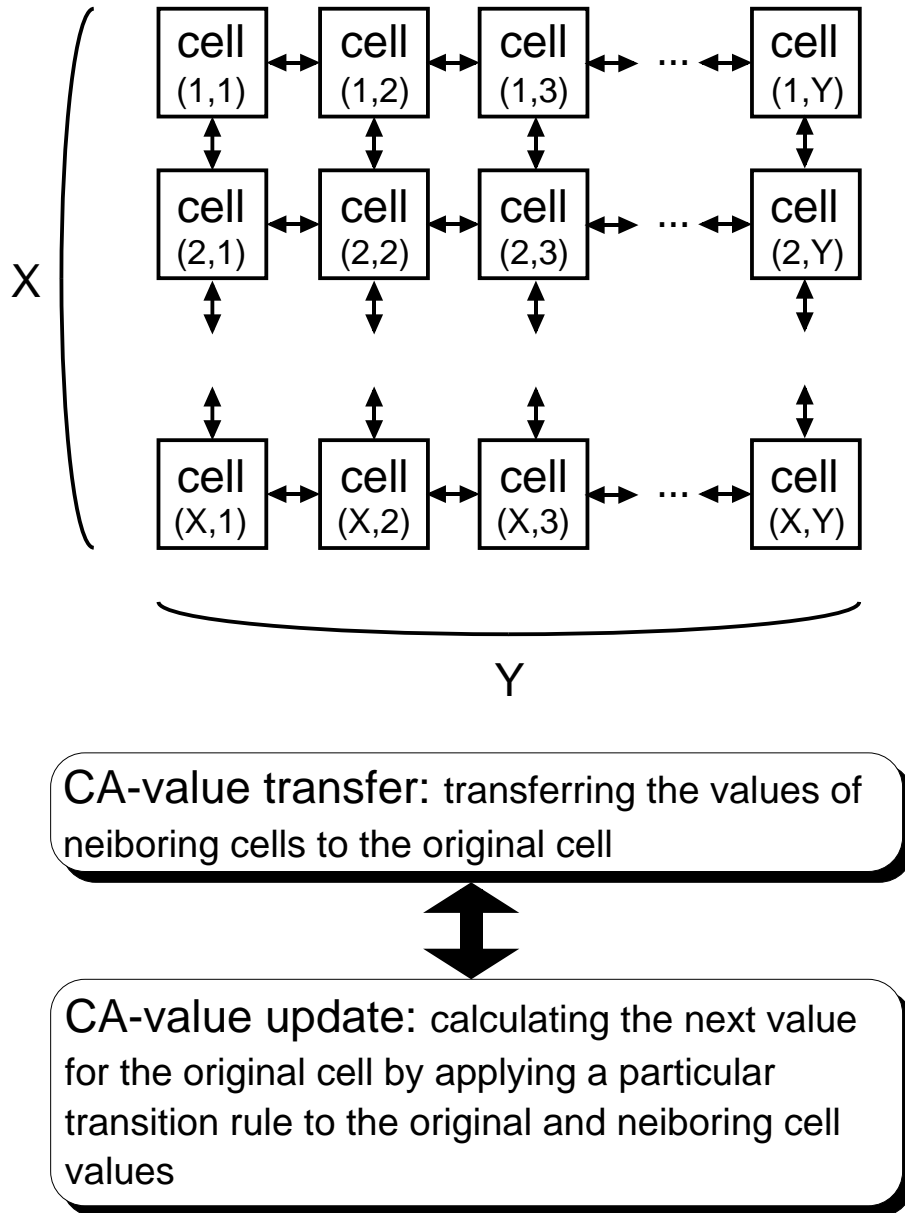 cell cell cell cell
(1,1) (1,2) (1,3) ... (1,Y)
cell cell cell cell
(2,1) (2,2) (2,3) ... (2,Y)
X
cell cell cell cell
(X,1) (X,2) (X,3) ... (X,Y)
Y
CA-value transfer: transferring the values of
neiboring cells to the original cell
CA-value update: calculating the next value
for the original cell by applying a particular
transition rule to the original and neiboring cell
values